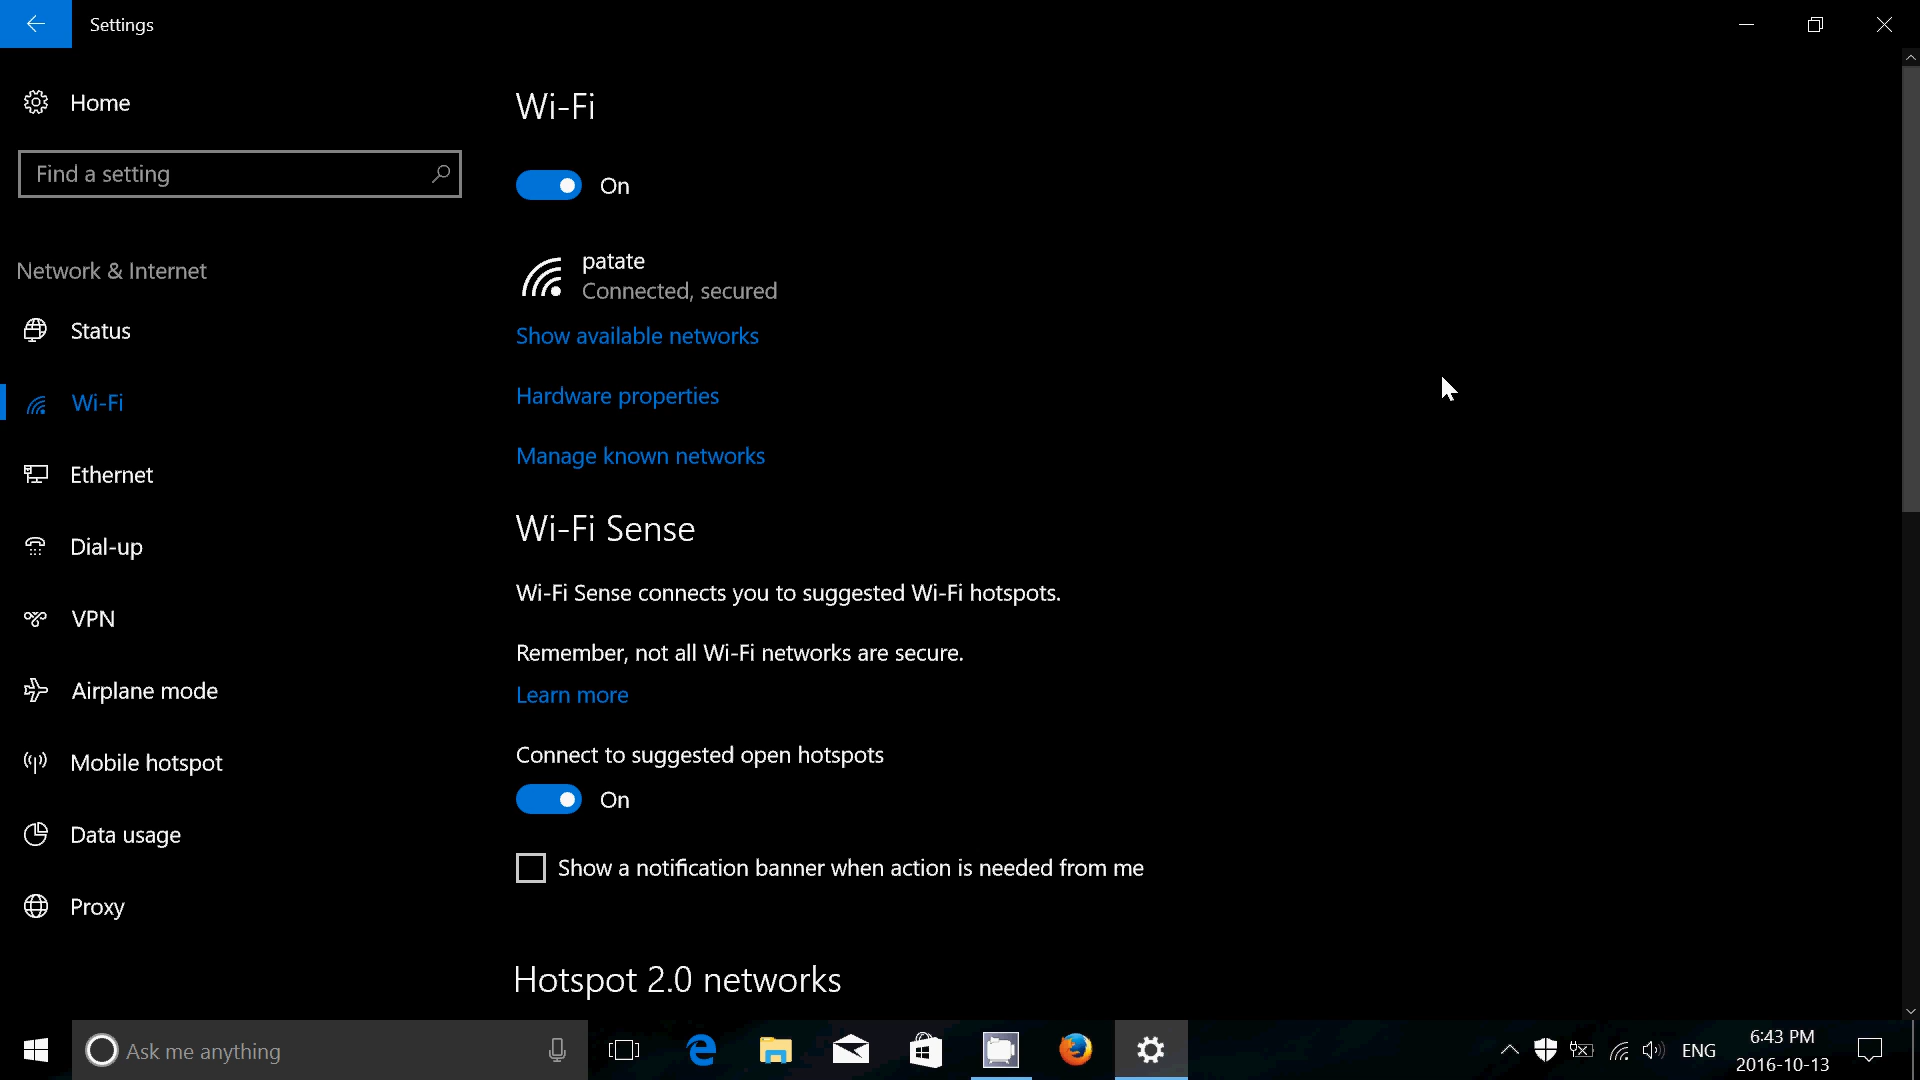 Settings
Home
Find a setting
Network & Internet
Status
Wi-Fi
Ethernet
Dial-up
VPN
Airplane mode
Mobile hotspot
Data usage
Proxy
Wi-Fi
On
patate
Connected, secured
Show available networks
Hardware properties
Manage known networks
Wi-Fi Sense
Wi-Fi Sense connects you to suggested Wi-Fi hotspots.
Remember, not all Wi-Fi networks are secure.
Learn more
Connect to suggested open hotspots
On
Show a notification banner when action is needed from me
Hotspot 2.0 networks
Ask me anything
ENG
6:43 PM
2016-10-13